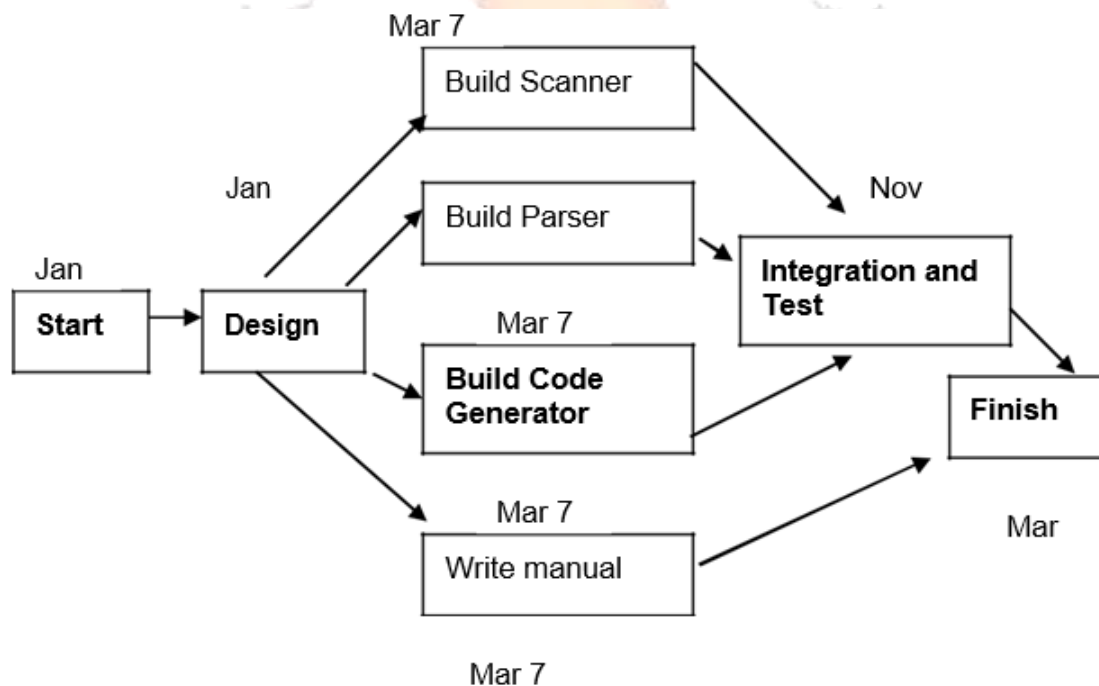 Mar 7
Build Scanner
Jan
Nov
Build Parser
Jan
Integration and
Test
Start
Design
Mar 7
Build Code
Generator
Finish
Mar 7
Mar
Write manual
Mar 7